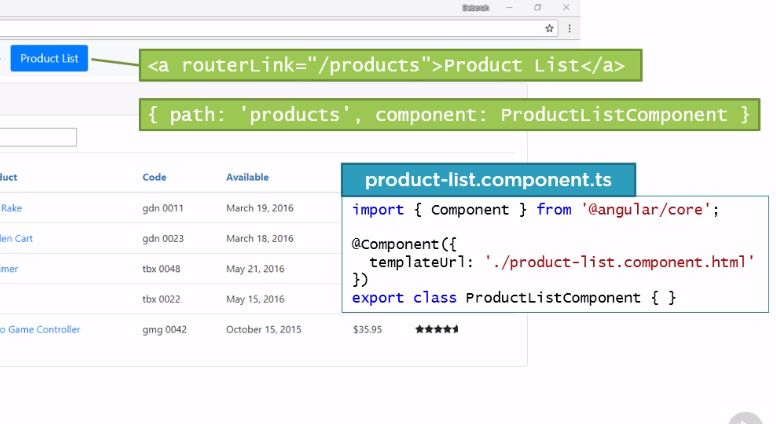 Deborah
Product List
<a routerLink="/products">Product List</a>
{ path: 'products', component: ProductListComponent }
duct Code Available
product-list.component.ts
Rake gdn 0011 March 19, 2016
import { Component } from '@angular/core';
den Cart gdn 0023 March 18, 2016
@Component({
templateUrl: './product-list.component.html'
mer tbx 0048 May 21, 2016
})
tbx 0022 May 15, 2016
export class ProductListComponent { }
o Game Controller gmg 0042 October 15, 2015 $35.95